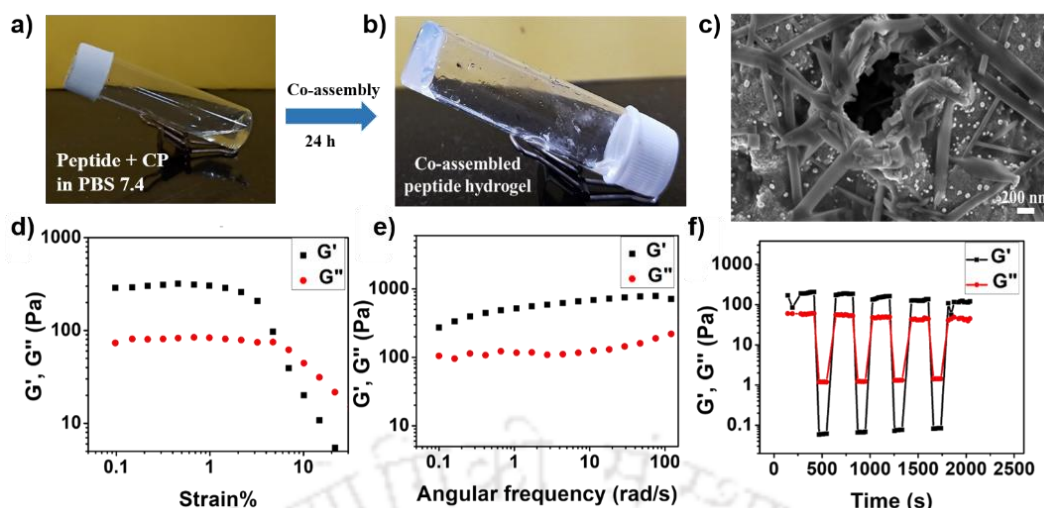 a)
Peptide + CP
in PBS 7.4
Co-assembly
24 h
b)
Co-assembled
peptide hydrogel
c)
200 nm
d)
G', G'' (Pa)
1000
100
10
0.1
1
10
Strain%
G'
G''
e)
G', G'' (Pa)
1000
100
10
0.1
1
10
100
Angular frequency (rad/s)
G'
G''
f)
G', G'' (Pa)
1000
100
10
1
0.1
0
500
1000
1500
2000
2500
Time (s)
G'
G''